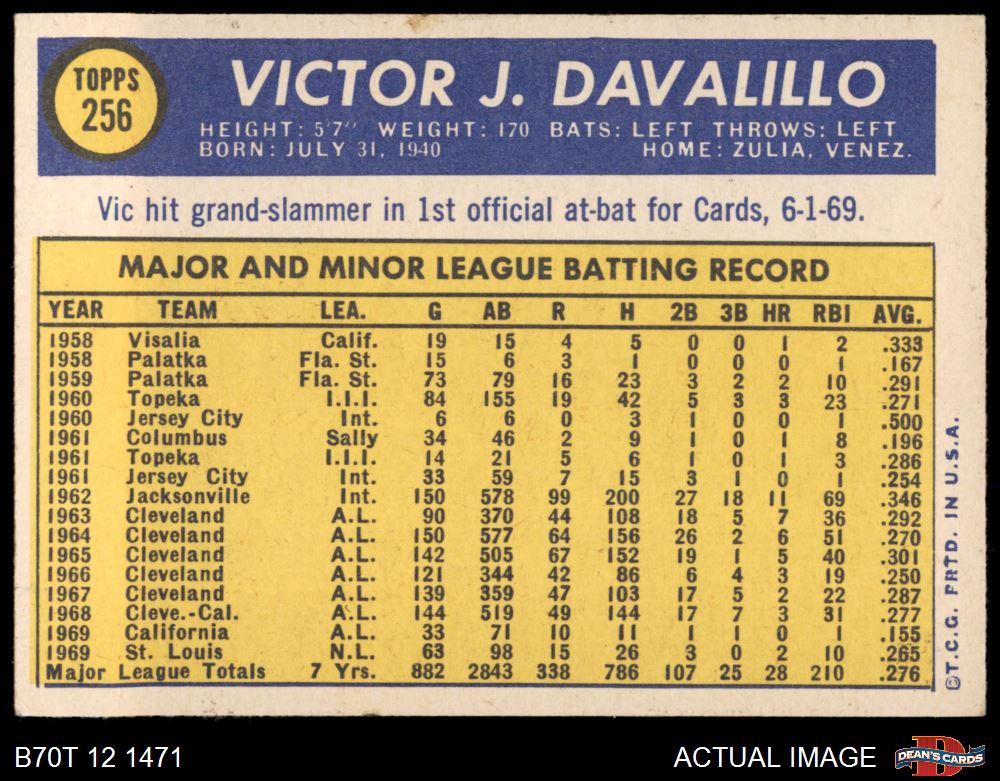 TOPPS
256
VICTOR J. DAVALILLO
HEIGHT: 5'7" WEIGHT: 170 BATS: LEFT THROWS: LEFT
BORN: JULY 31, 1940 HOME: ZULIA, VENEZ.
Vic hit grand-slammer in 1st official at-bat for Cards, 6-1-69.
MAJOR AND MINOR LEAGUE BATTING RECORD
YEAR TEAM LEA. G AB R H 2B 3B HR RBI AVG.
1958 Visalia Calif. 19 15 4 5 0 0 1 2 .333
1958 Palatka Fla. St. 15 6 3 1 0 0 0 1 .167
1959 Palatka Fla. St. 73 79 16 23 3 2 2 10 .291
1960 Topeka I.I.I. 84 155 19 42 5 3 3 23 .271
1960 Jersey City Int. 6 6 0 3 1 0 0 1 .500
1961 Columbus Sally 34 46 2 9 1 0 1 8 .196
1961 Topeka I.I.I. 14 21 5 6 1 0 1 3 .286
1961 Jersey City Int. 33 59 7 15 3 1 0 1 .254
1962 Jacksonville Int. 150 578 99 200 27 18 11 69 .346
1963 Cleveland A.L. 90 370 44 108 18 5 7 36 .292
1964 Cleveland A.L. 150 577 64 156 26 2 6 51 .270
1965 Cleveland A.L. 142 505 67 152 19 1 5 40 .301
1966 Cleveland A.L. 121 344 42 86 6 4 3 19 .250
1967 Cleveland A.L. 139 359 47 103 17 5 2 22 .287
1968 Cleve.-Cal. A.L. 144 519 49 144 17 7 3 31 .277
1969 California A.L. 33 71 10 11 1 1 0 1 .155
1969 St. Louis N.L. 63 98 15 26 3 0 2 10 .265
Major League Totals 7 Yrs. 882 2843 338 786 107 25 28 210 .276
©T.C.G. PRTD. IN U.S.A.
B70T 12 1471
ACTUAL IMAGE
D
DEAN'S CARDS